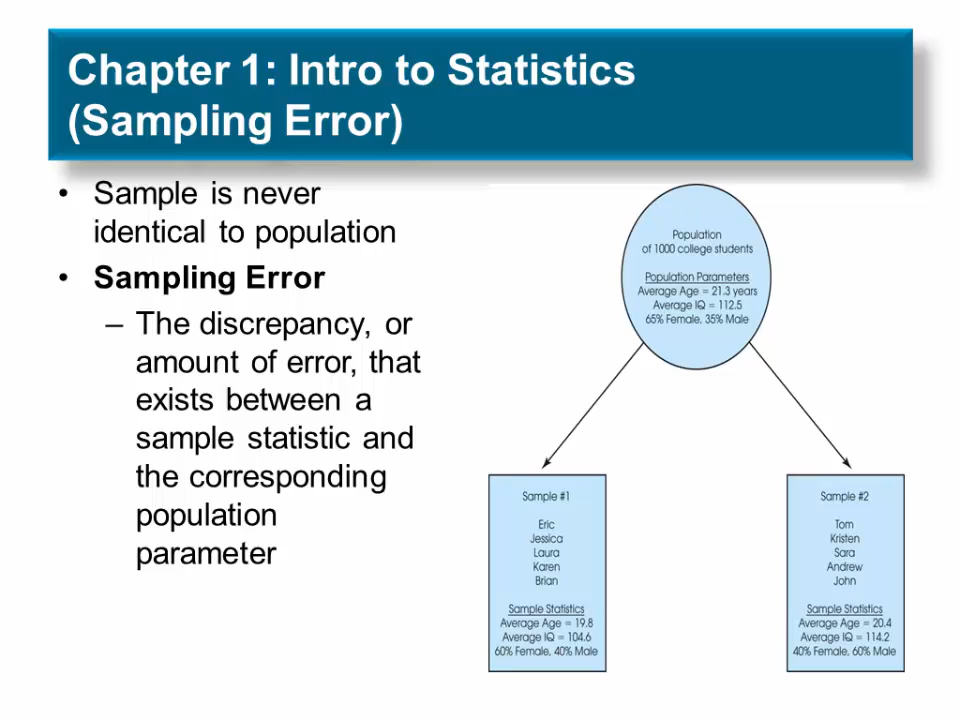 Chapter 1: Intro to Statistics
(Sampling Error)
• Sample is never
identical to population
• Sampling Error
– The discrepancy, or
amount of error, that
exists between a
sample statistic and
the corresponding
population
parameter
Population
of 1000 college students
Population Parameters
Average Age = 21.3 years
Average IQ = 112.5
65% Female, 35% Male
Sample #1
Eric
Jessica
Laura
Karen
Brian
Sample Statistics
Average Age = 19.8
Average IQ = 104.6
60% Female, 40% Male
Sample #2
Tom
Kristen
Sara
Andrew
John
Sample Statistics
Average Age = 20.4
Average IQ = 114.2
40% Female, 60% Male